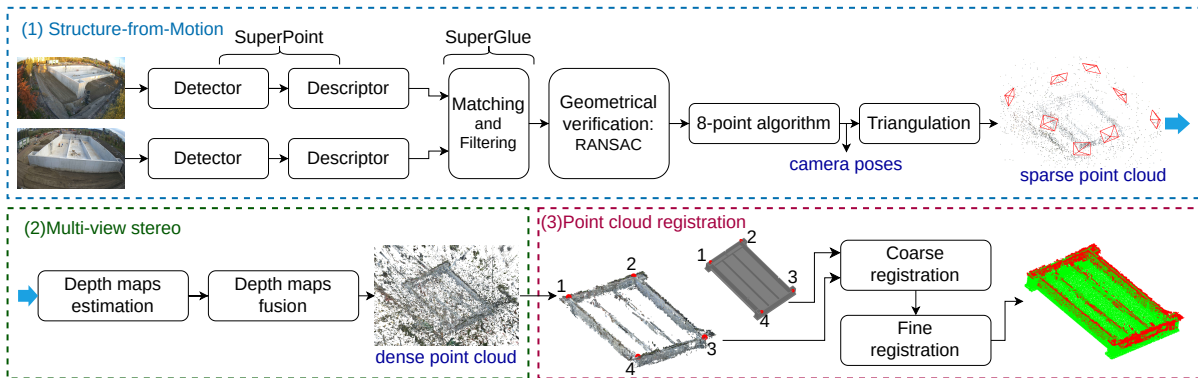 (1) Structure-from-Motion
SuperPoint
SuperGlue
Detector
Descriptor
Detector
Descriptor
Matching
and
Filtering
Geometrical
verification:
RANSAC
8-point algorithm
camera poses
Triangulation
sparse point cloud
(2)Multi-view stereo
Depth maps
estimation
Depth maps
fusion
dense point cloud
(3)Point cloud registration
1
2
3
4
1
2
3
4
Coarse
registration
Fine
registration